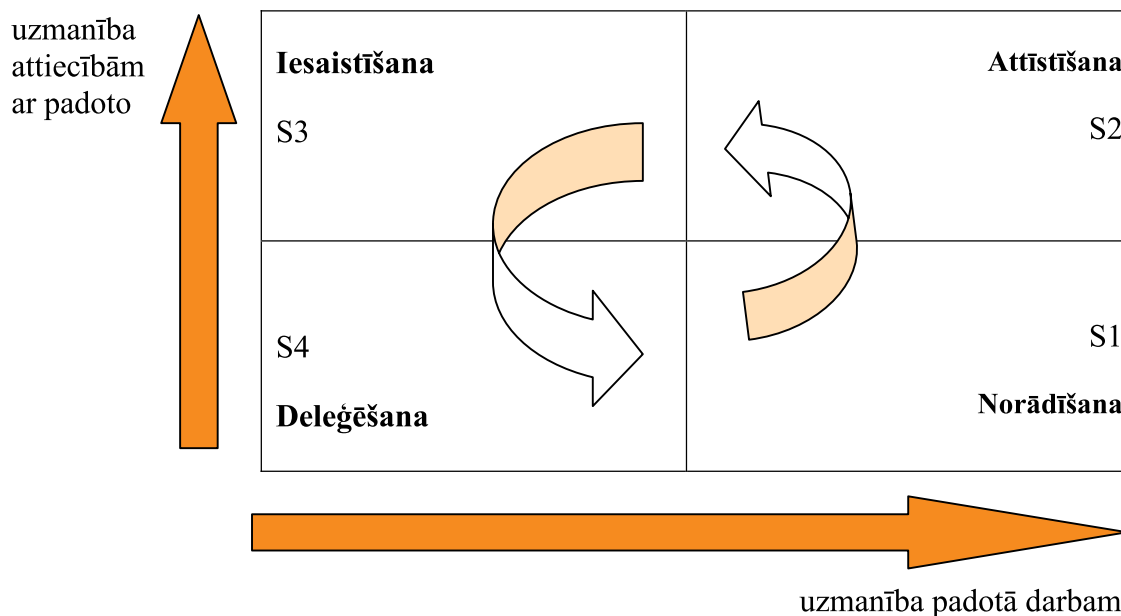 uzmanība
attiecībām
ar padoto
Iesaistīšana
Attīstīšana
S3
S2
S4
S1
Deleģēšana
Norādīšana
uzmanība padotā darbam